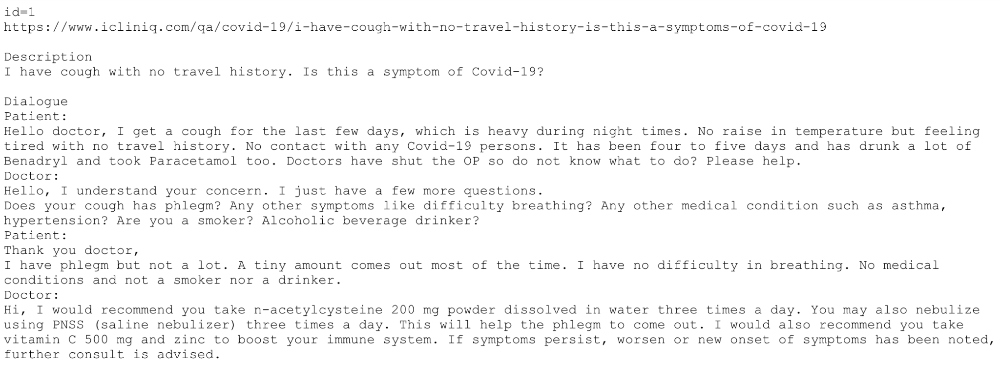 id=1
https://www.icliniq.com/qa/covid-19/i-have-cough-with-no-travel-history-is-this-a-symptoms-of-covid-19
Description
I have cough with no travel history. Is this a symptom of Covid-19?
Dialogue
Patient:
Hello doctor, I get a cough for the last few days, which is heavy during night times. No raise in temperature but feeling
tired with no travel history. No contact with any Covid-19 persons. It has been four to five days and has drunk a lot of
Benadryl and took Paracetamol too. Doctors have shut the OP so do not know what to do? Please help.
Doctor:
Hello, I understand your concern. I just have a few more questions.
Does your cough has phlegm? Any other symptoms like difficulty breathing? Any other medical condition such as asthma,
hypertension? Are you a smoker? Alcoholic beverage drinker?
Patient:
Thank you doctor,
I have phlegm but not a lot. A tiny amount comes out most of the time. I have no difficulty in breathing. No medical
conditions and not a smoker nor a drinker.
Doctor:
Hi, I would recommend you take n-acetylcysteine 200 mg powder dissolved in water three times a day. You may also nebulize
using PNSS (saline nebulizer) three times a day. This will help the phlegm to come out. I would also recommend you take
vitamin C 500 mg and zinc to boost your immune system. If symptoms persist, worsen or new onset of symptoms has been noted,
further consult is advised.